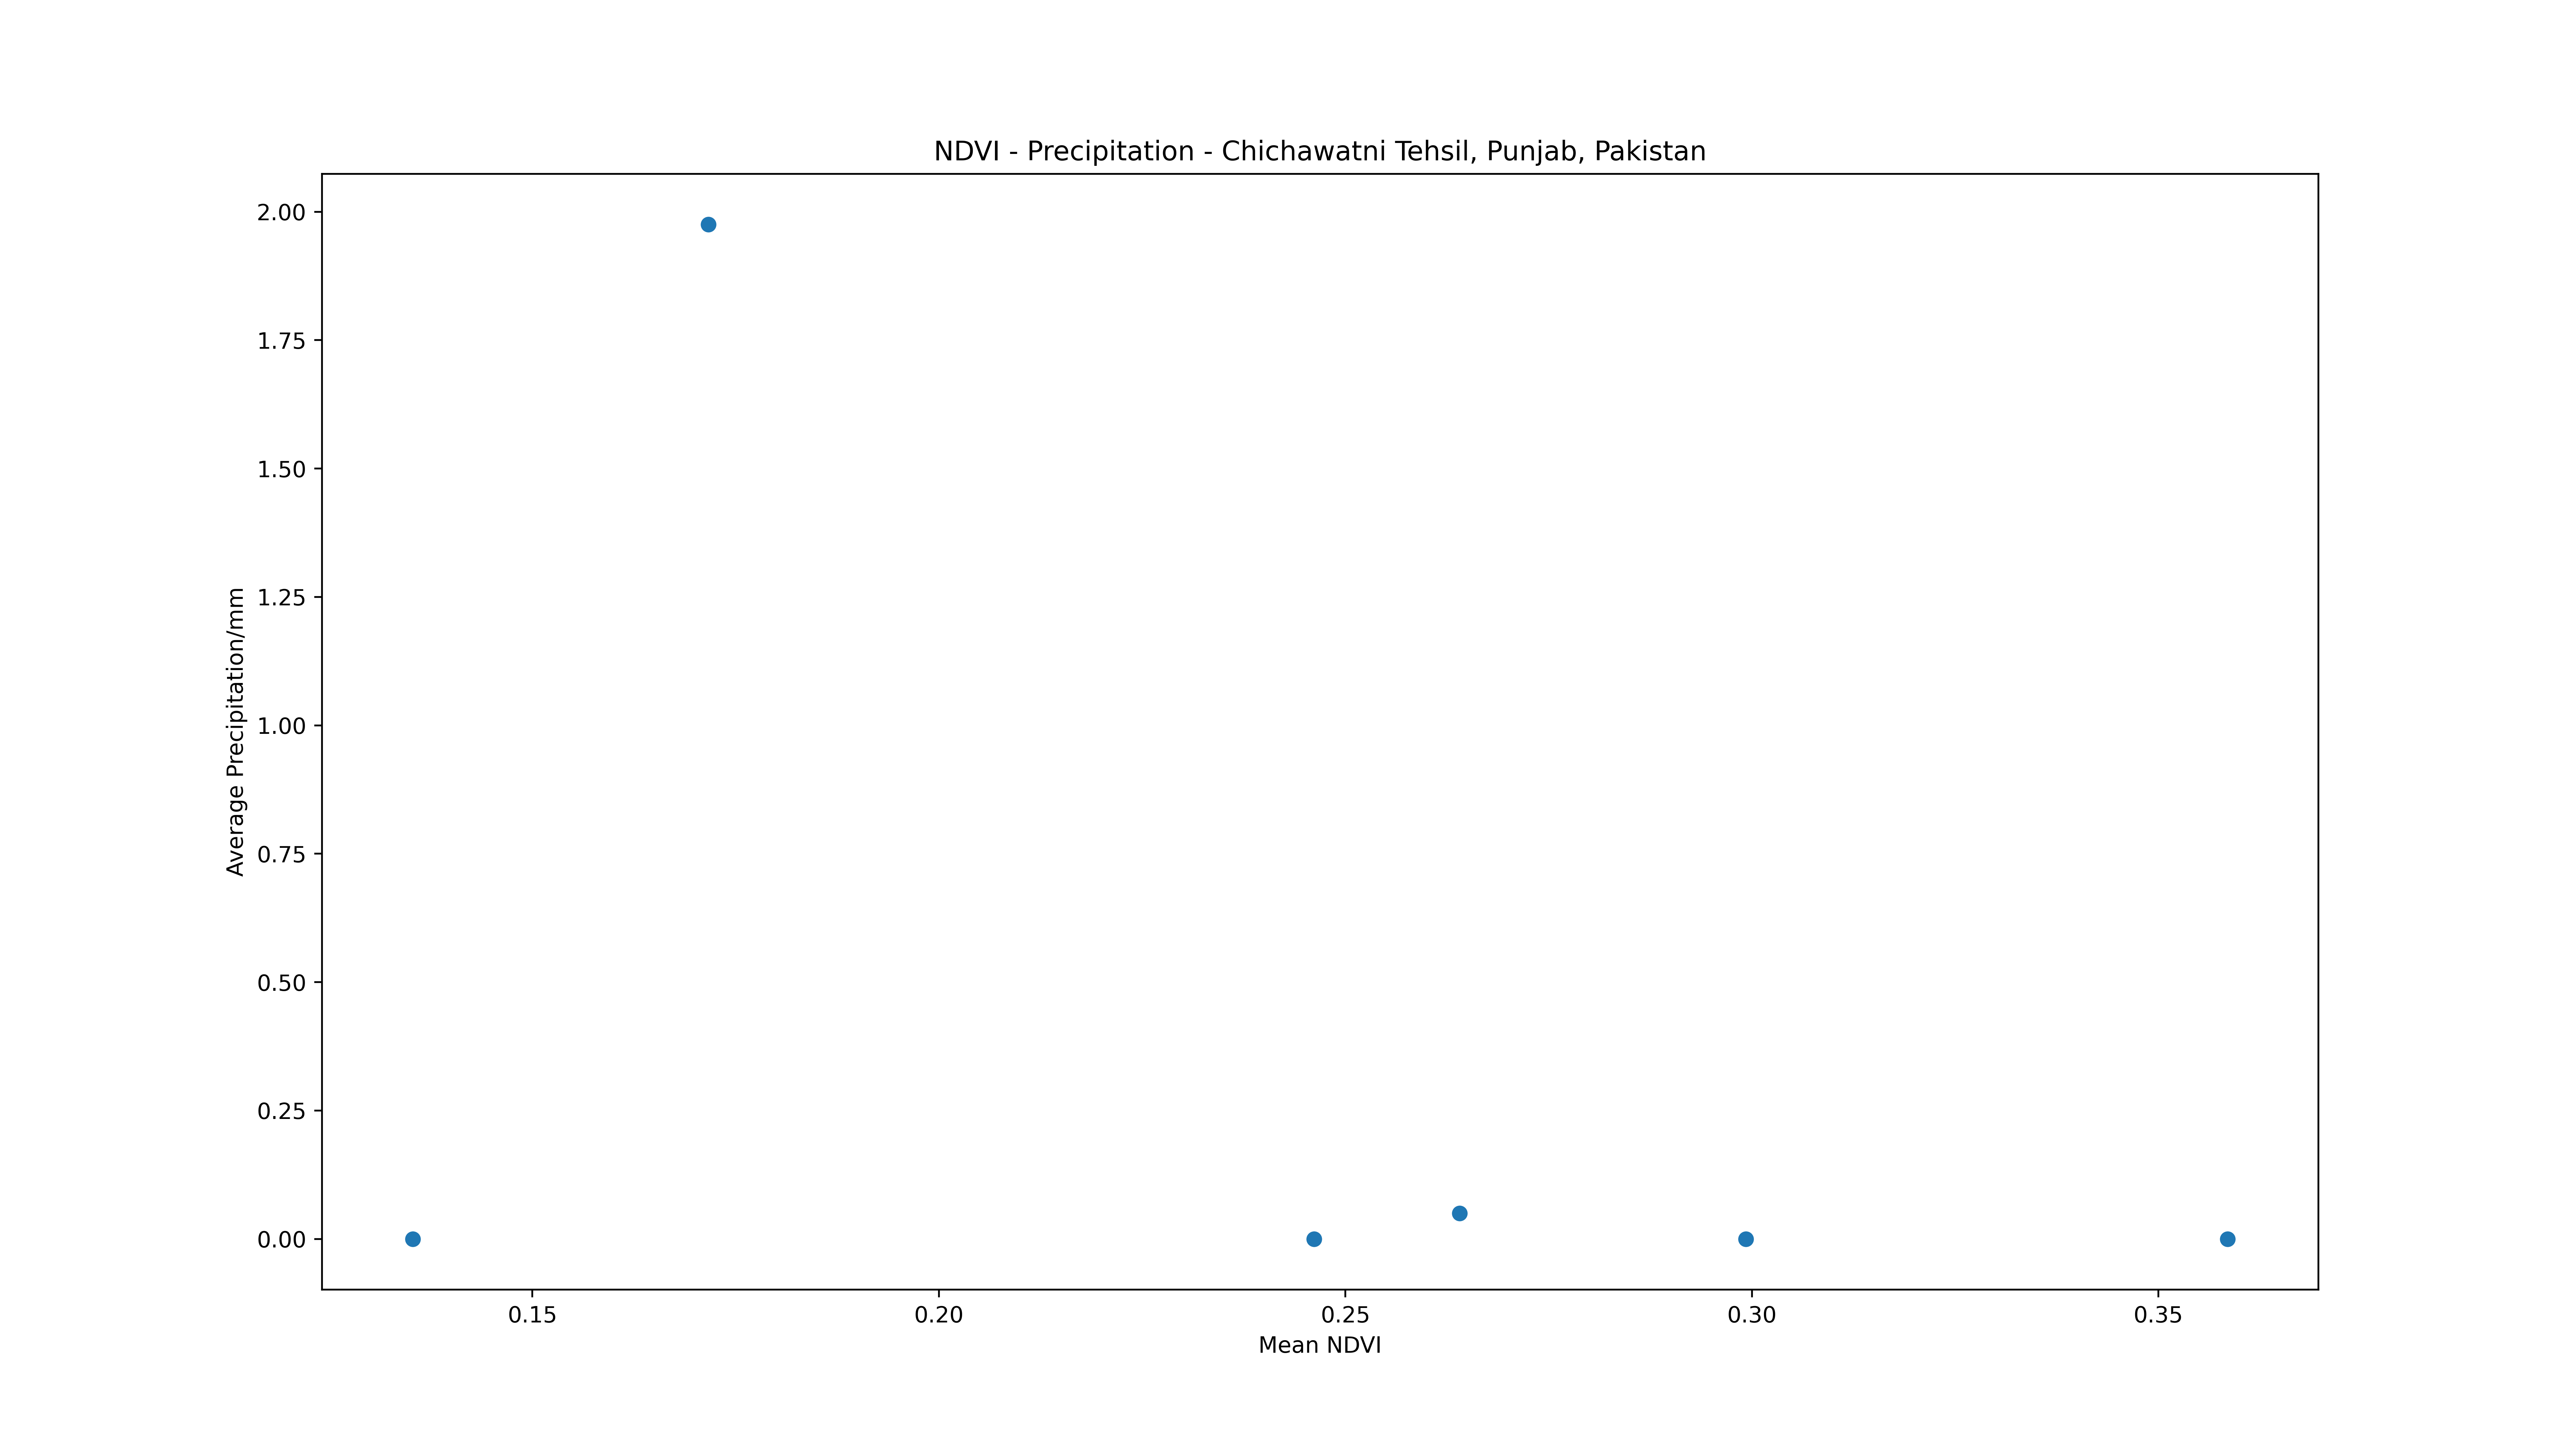 NDVI - Precipitation - Chichawatni Tehsil, Punjab, Pakistan
2.00
1.75
1.50
1.25
1.00
0.75
0.50
0.25
0.00
Average Precipitation/mm
0.15 0.20 0.25 0.30 0.35
Mean NDVI